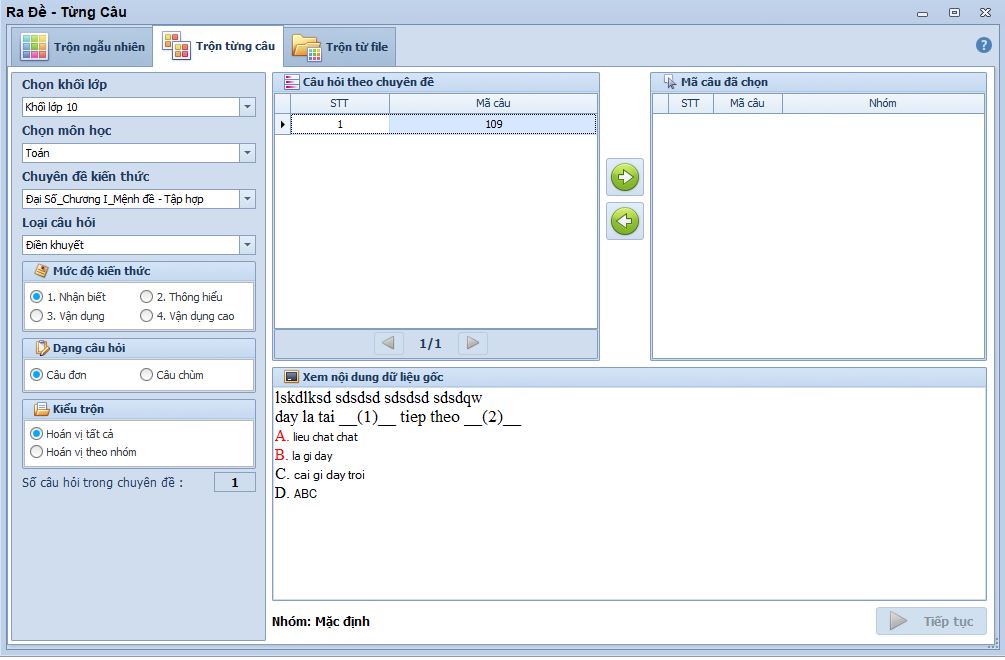 Ra Đề - Từng Câu
Trộn ngẫu nhiên
Trộn từng câu
Trộn từ file
?
Chọn khối lớp
Khối lớp 10
Chọn môn học
Toán
Chuyên đề kiến thức
Đại Số_Chương I_Mệnh đề - Tập hợp
Loại câu hỏi
Điền khuyết
Mức độ kiến thức
1. Nhận biết
2. Thông hiểu
3. Vận dụng
4. Vận dụng cao
Dạng câu hỏi
Câu đơn
Câu chùm
Kiểu trộn
Hoán vị tất cả
Hoán vị theo nhóm
Số câu hỏi trong chuyên đề :
1
Câu hỏi theo chuyên đề
STT
Mã câu
1
109
1/1
Mã câu đã chọn
STT
Mã câu
Nhóm
Xem nội dung dữ liệu gốc
lskdlksd sdsdsd sdsdsd sdsdqw
day la tai __(1)__ tiep theo __(2)__
A. lieu chat chat
B. la gi day
C. cai gi day troi
D. ABC
Nhóm: Mặc định
Tiếp tục